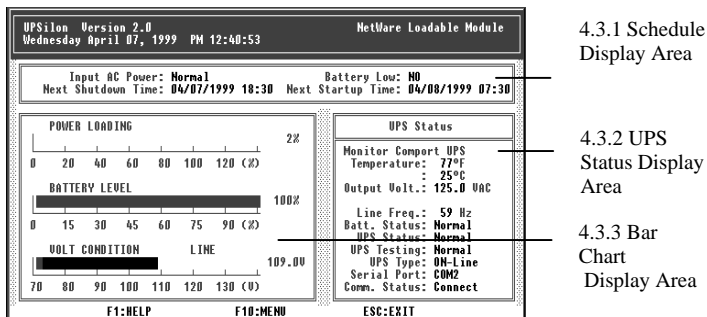 UPSilon Version 2.0
NetWare Loadable Module
Wednesday April 07, 1999 PM 12:40:53
Input AC Power: Normal
Battery Low: NO
Next Shutdown Time: 04/07/1999 18:30
Next Startup Time: 04/08/1999 07:30
POWER LOADING
2%
0 20 40 60 80 100 120 (%)
BATTERY LEVEL
100%
0 15 30 45 60 75 90 (%)
VOLT CONDITION
LINE
109.0V
70 80 90 100 110 120 130 (V)
UPS Status
Monitor Comport UPS
Temperature: 77°F
: 25°C
Output Volt.: 125.0 VAC
Line Freq.: 59 Hz
Batt. Status: Normal
UPS Status: Normal
UPS Testing: Normal
UPS Type: ON-Line
Serial Port: COM2
Comm. Status: Connect
F1:HELP
F10:MENU
ESC:EXIT
4.3.1 Schedule
Display Area
4.3.2 UPS
Status Display
Area
4.3.3 Bar
Chart
Display Area